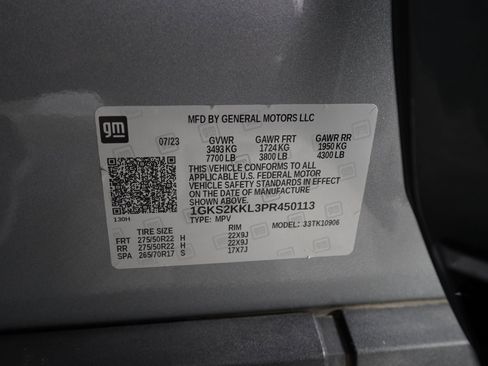 gm
MFD BY GENERAL MOTORS LLC
07/23 GVWR GAWR FRT GAWR RR
3493 KG 1724 KG 1950 KG
7700 LB 3800 LB 4300 LB
THIS VEHICLE CONFORMS TO ALL
APPLICABLE U.S. FEDERAL MOTOR
VEHICLE SAFETY STANDARDS IN EFFECT
ON THE DATE OF MANUFACTURE
SHOWN ABOVE.
1GKS2KKL3PR450113
130H
TYPE: MPV MODEL: 33TK10906
TIRE SIZE RIM
FRT 275/50R22 H 22X9J
RR 275/50R22 H 22X9J
SPA 265/70R17 S 17X7J